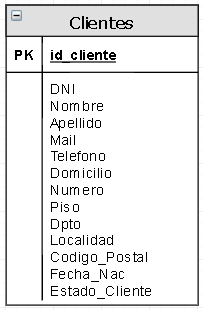 Clientes
PK id_cliente
DNI
Nombre
Apellido
Mail
Telefono
Domicilio
Numero
Piso
Dpto
Localidad
Codigo_Postal
Fecha_Nac
Estado_Cliente